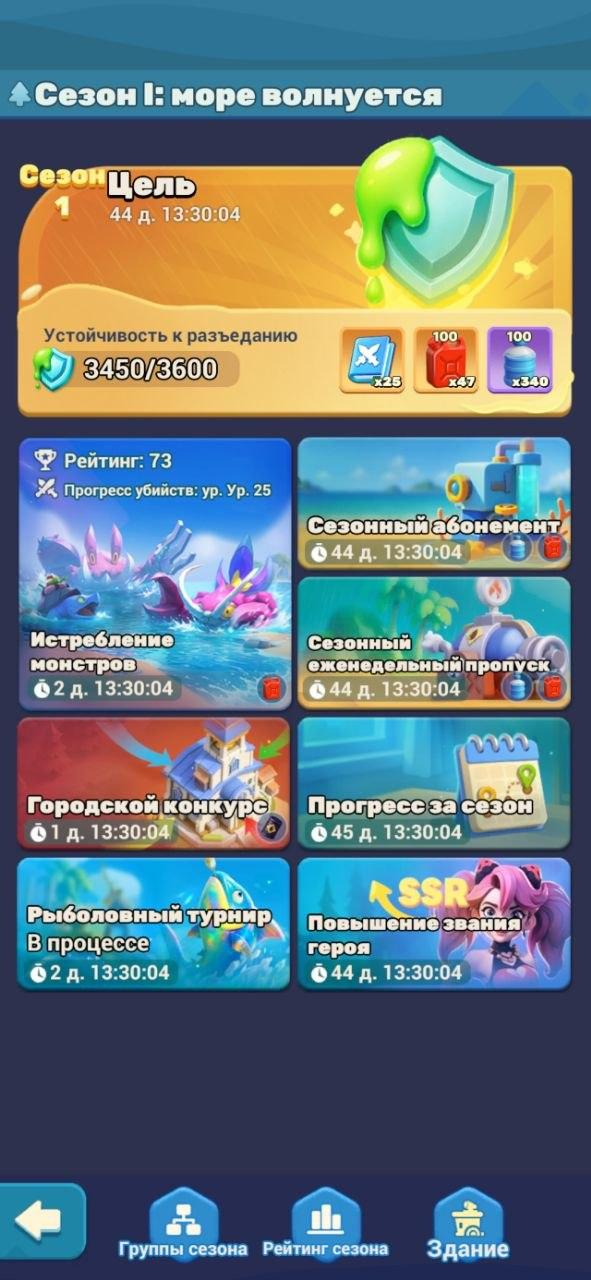 Сезон I: море волнуется
Сезон
1
Цель
44 д. 13:30:04
Устойчивость к разъеданию
3450/3600
x25
100
x47
100
x340
Рейтинг: 73
Прогресс убийств: ур. Ур. 25
Истребление
монстров
2 д. 13:30:04
Сезонный абонемент
44 д. 13:30:04
Сезонный
еженедельный пропуск
44 д. 13:30:04
Городской конкурс
1 д. 13:30:04
Прогресс за сезон
45 д. 13:30:04
Рыболовный турнир
В процессе
2 д. 13:30:04
SSR
Повышение звания
героя
44 д. 13:30:04
Группы сезона
Рейтинг сезона
Здание